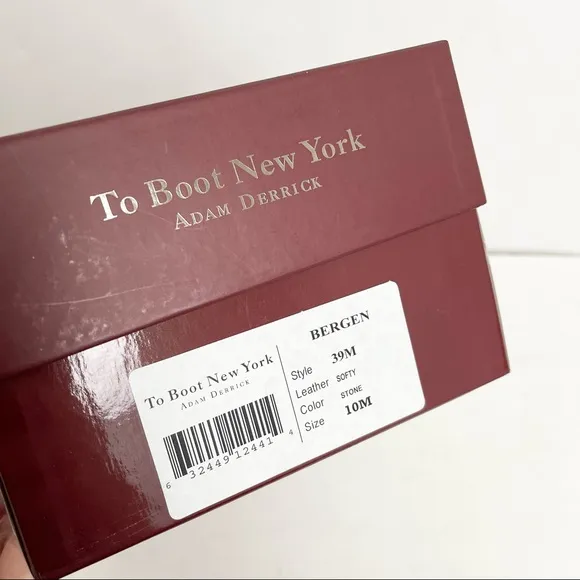 To Boot New York
ADAM DERRICK
To Boot New York
ADAM DERRICK
6 32449 12441 4
BERGEN
Style 39M
Leather SOFTY
Color STONE
Size 10M